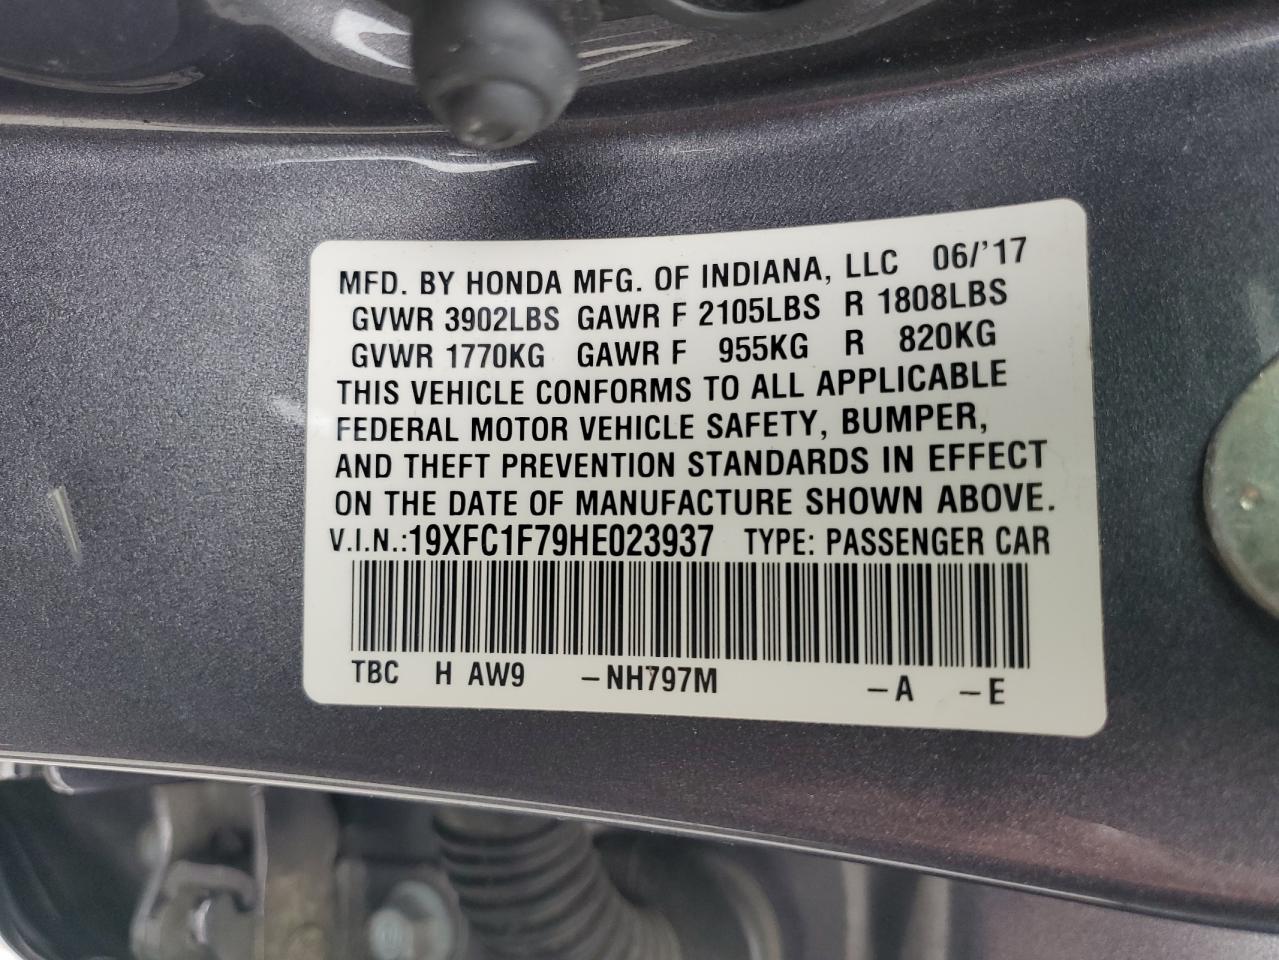 MFD. BY HONDA MFG. OF INDIANA, LLC 06/'17
GVWR 3902LBS GAWR F 2105LBS R 1808LBS
GVWR 1770KG GAWR F 955KG R 820KG
THIS VEHICLE CONFORMS TO ALL APPLICABLE
FEDERAL MOTOR VEHICLE SAFETY, BUMPER,
AND THEFT PREVENTION STANDARDS IN EFFECT
ON THE DATE OF MANUFACTURE SHOWN ABOVE.
V.I.N.:19XFC1F79HE023937 TYPE: PASSENGER CAR
TBC H AW9 –NH797M –A –E